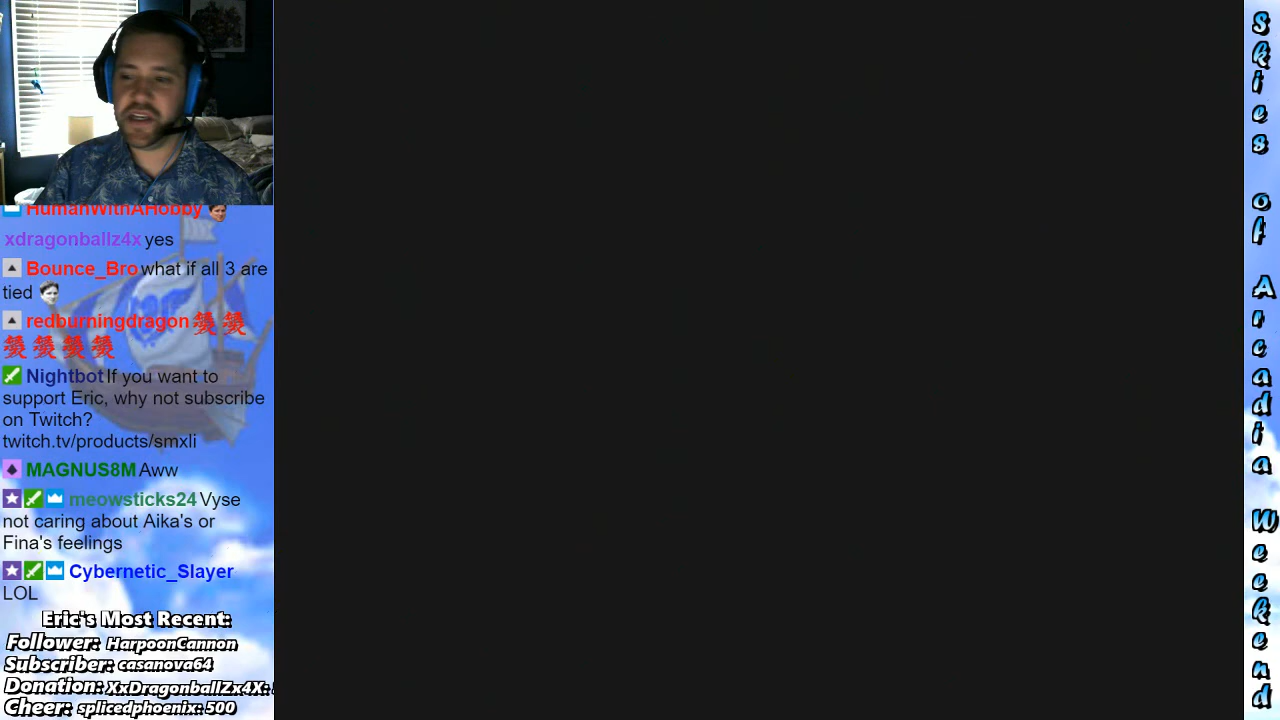 HumanWithAHobby
xdragonballz4x yes
Bounce_Bro what if all 3 are
tied
redburningdragon
Nightbot If you want to
support Eric, why not subscribe
on Twitch?
twitch.tv/products/smxli
MAGNUS8M Aww
meowsticks24 Vyse
not caring about Aika's or
Fina's feelings
Cybernetic_Slayer
LOL
Eric's Most Recent:
Follower: HarpoonCannon
Subscriber: casanova64
Donation: XxDragonballZx4X:
Cheer: splicedphoenix: 500
Skies of Arcadia Weekend